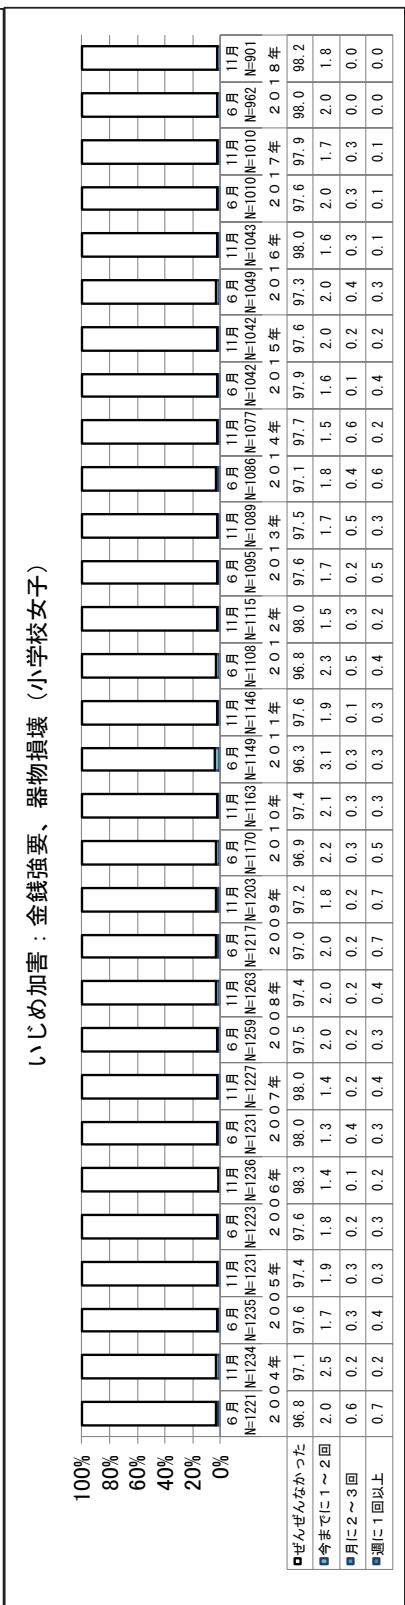 いじめ加害：金銭強要、器物損壊（小学校女子）
100%
80%
60%
40%
20%
0%
6月 11月 6月 11月 6月 11月 6月 11月 6月 11月 6月 11月 6月 11月 6月 11月 6月 11月 6月 11月 6月 11月 6月 11月 6月 11月 6月 11月 6月 11月
N=1221 N=1234 N=1235 N=1231 N=1223 N=1236 N=1231 N=1227 N=1259 N=1263 N=1217 N=1203 N=1170 N=1163 N=1149 N=1146 N=1108 N=1115 N=1095 N=1089 N=1086 N=1077 N=1042 N=1042 N=1049 N=1043 N=1010 N=1010 N=962 N=901
２００４年 ２００５年 ２００６年 ２００７年 ２００８年 ２００９年 ２０１０年 ２０１１年 ２０１２年 ２０１３年 ２０１４年 ２０１５年 ２０１６年 ２０１７年 ２０１８年
ぜんぜんなかった 96.8 97.1 97.6 97.4 97.6 98.3 98.0 98.0 97.5 97.4 97.0 97.2 96.9 97.4 96.3 97.6 96.8 98.0 97.6 97.5 97.1 97.7 97.9 97.6 97.3 98.0 97.6 97.9 98.0 98.2
今までに１～２回 2.0 2.5 1.7 1.9 1.8 1.4 1.3 1.4 2.0 2.0 2.0 1.8 2.2 2.1 3.1 1.9 2.3 1.5 1.7 1.7 1.8 1.5 1.6 2.0 2.0 1.6 2.0 1.7 2.0 1.8
月に２～３回 0.6 0.2 0.3 0.3 0.2 0.1 0.4 0.2 0.2 0.2 0.2 0.2 0.3 0.3 0.3 0.1 0.5 0.3 0.2 0.5 0.4 0.6 0.1 0.2 0.4 0.3 0.3 0.3 0.0 0.0
週に１回以上 0.7 0.2 0.4 0.3 0.3 0.2 0.3 0.4 0.3 0.4 0.7 0.7 0.5 0.3 0.3 0.3 0.4 0.2 0.5 0.3 0.6 0.2 0.4 0.2 0.3 0.1 0.1 0.1 0.0 0.0